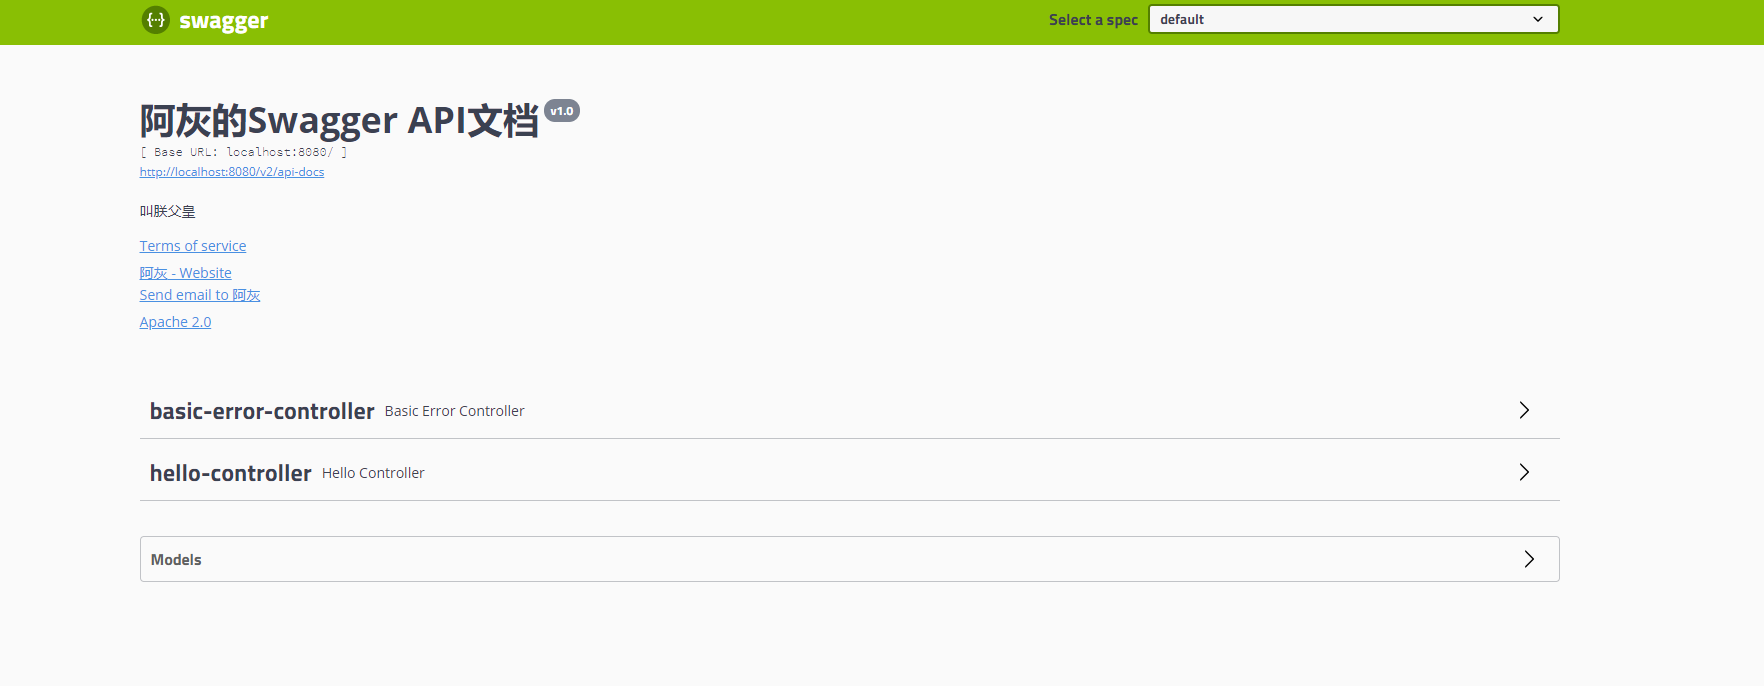 swagger
Select a spec default
阿灰的Swagger API文档 v1.0
[ Base URL: localhost:8080/ ]
http://localhost:8080/v2/api-docs
叫朕父皇
Terms of service
阿灰 - Website
Send email to 阿灰
Apache 2.0
basic-error-controller Basic Error Controller
hello-controller Hello Controller
Models